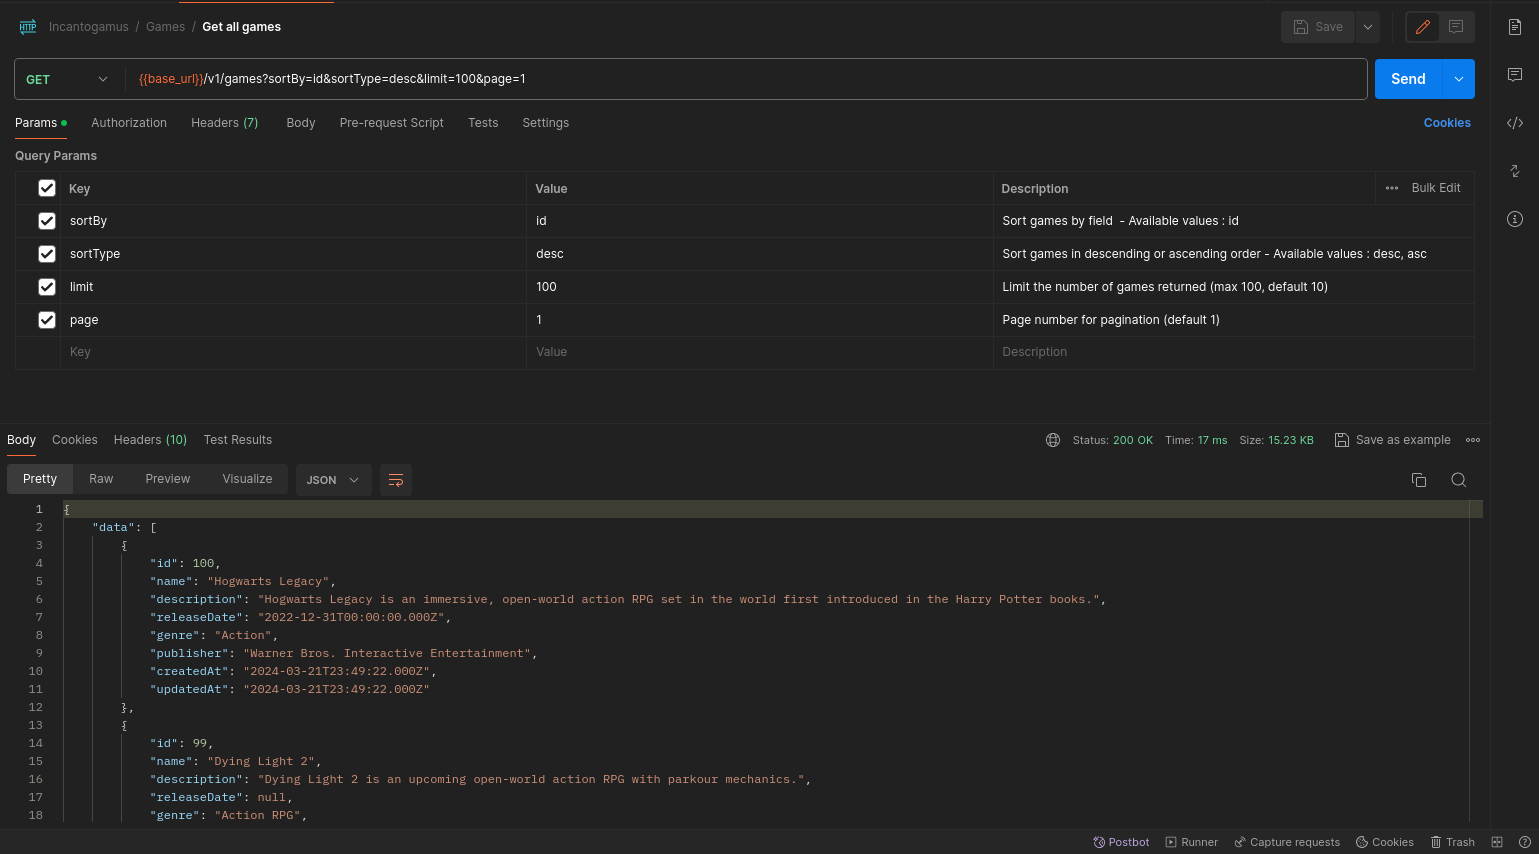 HTTP Incantogamus / Games / Get all games Save
GET {{base_url}}/v1/games?sortBy=id&sortType=desc&limit=100&page=1 Send
Params Authorization Headers (7) Body Pre-request Script Tests Settings Cookies
Query Params
Key Value Description ••• Bulk Edit
sortBy id Sort games by field - Available values : id
sortType desc Sort games in descending or ascending order - Available values : desc, asc
limit 100 Limit the number of games returned (max 100, default 10)
page 1 Page number for pagination (default 1)
Key Value Description
Body Cookies Headers (10) Test Results Status: 200 OK Time: 17 ms Size: 15.23 KB Save as example •••
Pretty Raw Preview Visualize JSON
1 {
2 "data": [
3 {
4 "id": 100,
5 "name": "Hogwarts Legacy",
6 "description": "Hogwarts Legacy is an immersive, open-world action RPG set in the world first introduced in the Harry Potter books.",
7 "releaseDate": "2022-12-31T00:00:00.000Z",
8 "genre": "Action",
9 "publisher": "Warner Bros. Interactive Entertainment",
10 "createdAt": "2024-03-21T23:49:22.000Z",
11 "updatedAt": "2024-03-21T23:49:22.000Z"
12 },
13 {
14 "id": 99,
15 "name": "Dying Light 2",
16 "description": "Dying Light 2 is an upcoming open-world action RPG with parkour mechanics.",
17 "releaseDate": null,
18 "genre": "Action RPG",
Postbot Runner Capture requests Cookies Trash